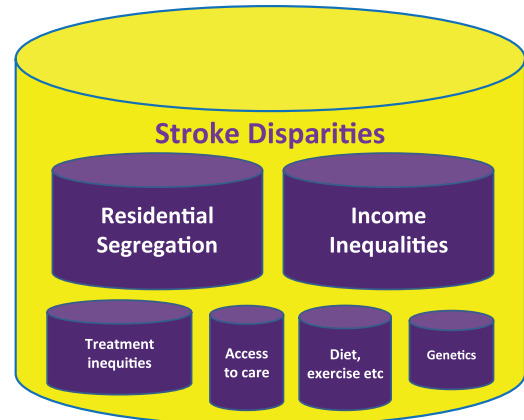 Stroke Disparities
Residential
Segregation
Income
Inequalities
Treatment
inequities
Access
to care
Diet,
exercise etc
Genetics